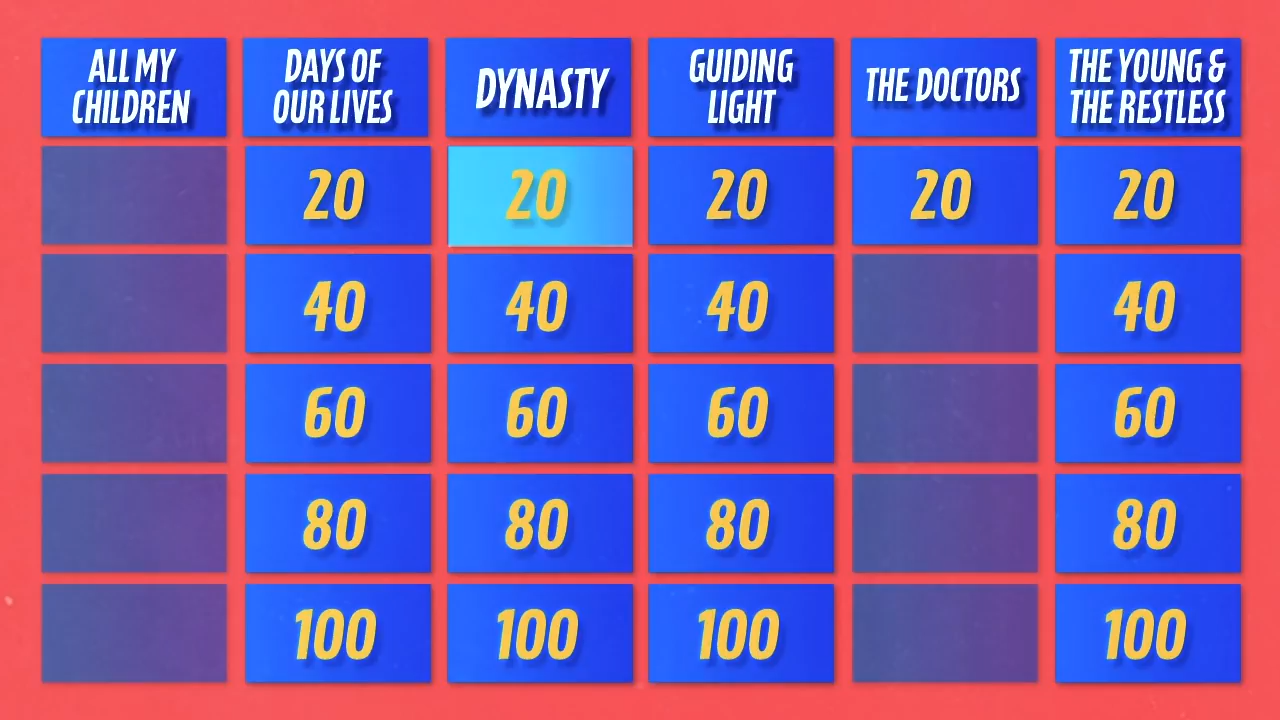 ALL MY
CHILDREN
DAYS OF
OUR LIVES
DYNASTY
GUIDING
LIGHT
THE DOCTORS
THE YOUNG &
THE RESTLESS
20 20 20 20 20
40 40 40 40
60 60 60 60
80 80 80 80
100 100 100 100